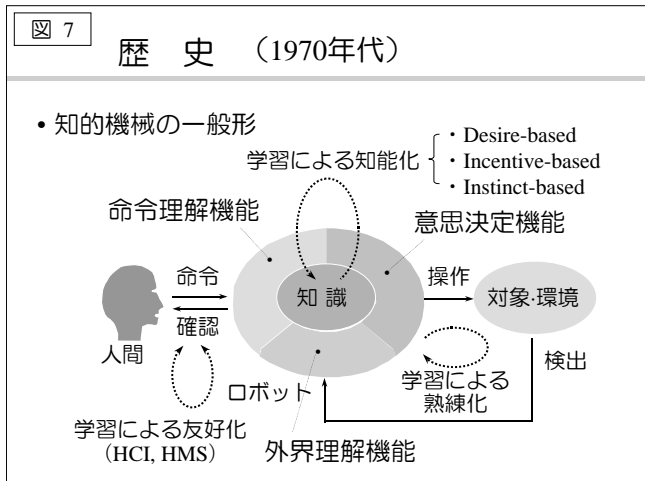 図 7
歴 史 (1970年代)
• 知的機械の一般形
学習による知能化
・Desire-based
・Incentive-based
・Instinct-based
命令理解機能
意思決定機能
命令
知 識
操作
対象·環境
確認
人間
ロボット
学習による
熟練化
検出
学習による友好化
(HCI, HMS)
外界理解機能